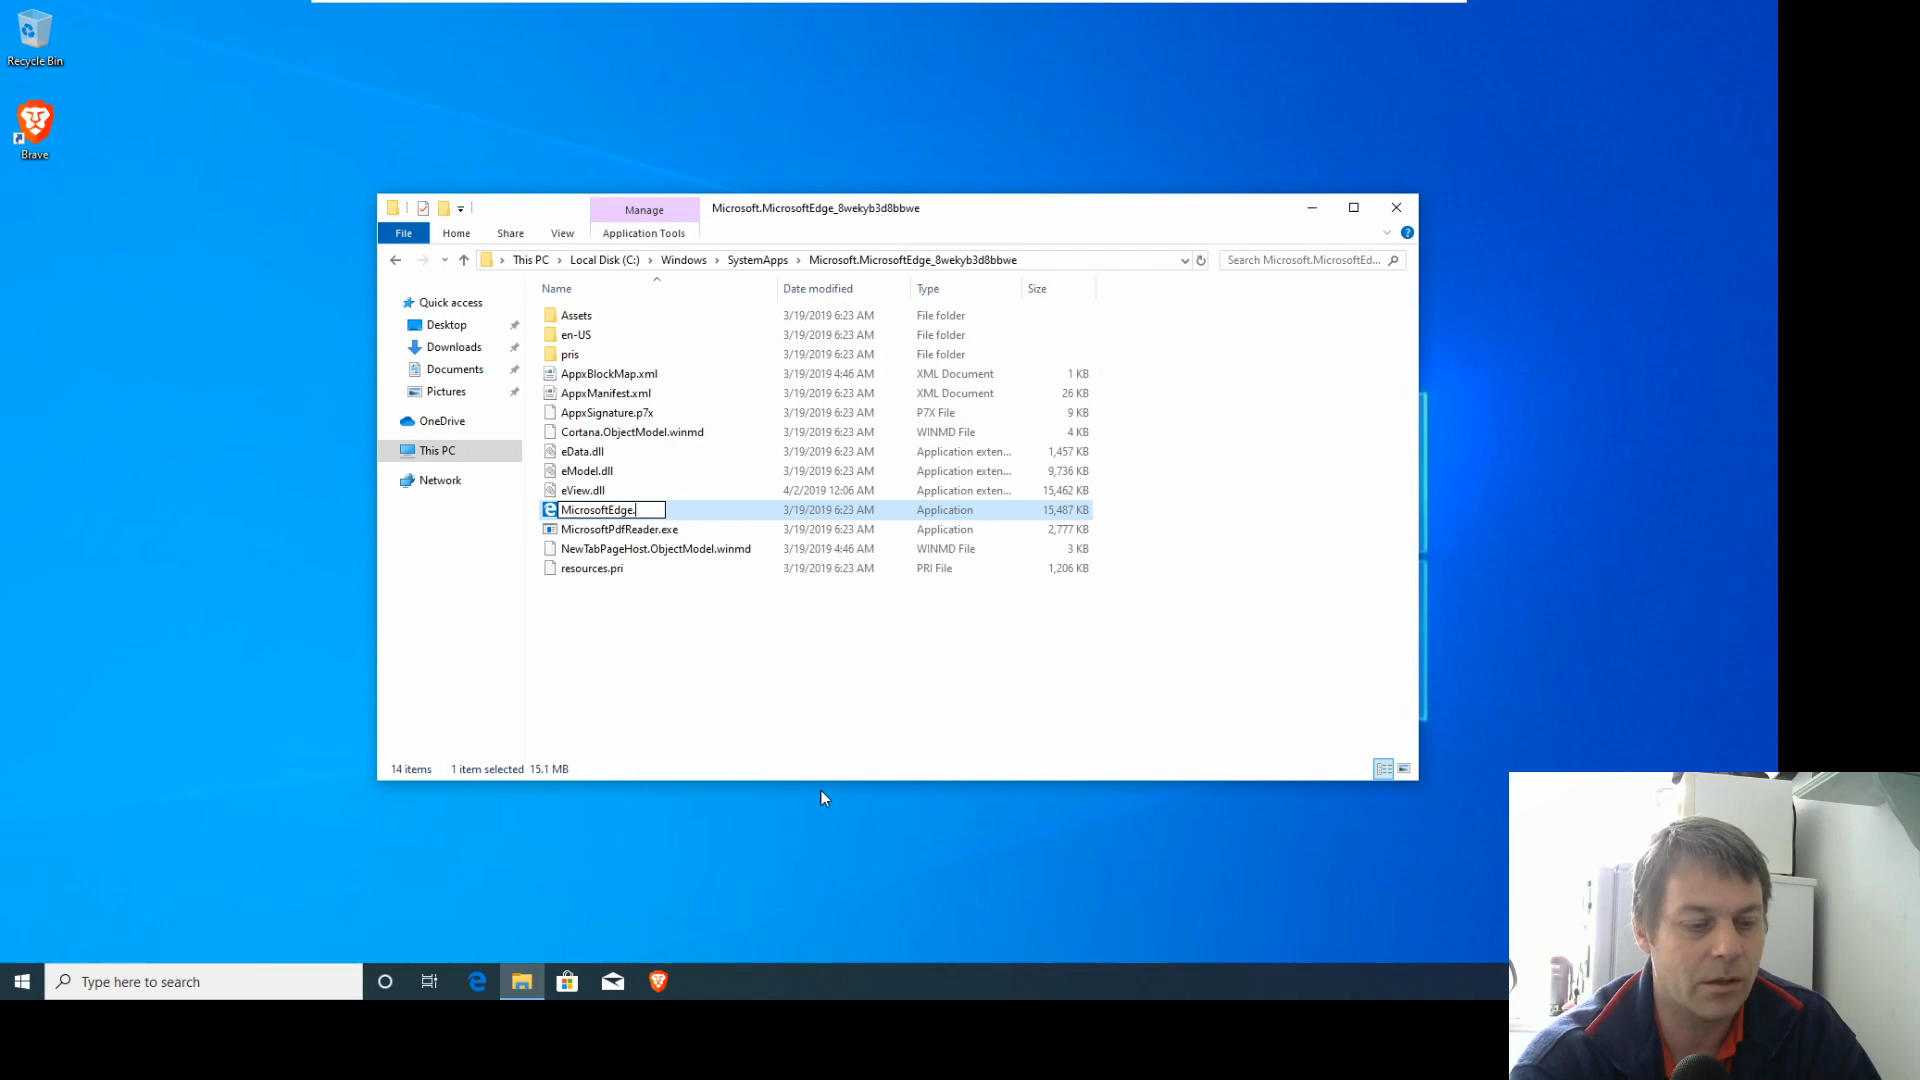 Recycle Bin
Brave
Manage
Microsoft.MicrosoftEdge_8wekyb3d8bbwe
File
Home
Share
View
Application Tools
This PC
Local Disk (C:)
Windows
SystemApps
Microsoft.MicrosoftEdge_8wekyb3d8bbwe
Search Microsoft.MicrosoftEd...
Name Date modified Type Size
Quick access
Desktop
Downloads
Documents
Pictures
OneDrive
This PC
Network
Assets 3/19/2019 6:23 AM File folder
en-US 3/19/2019 6:23 AM File folder
pris 3/19/2019 6:23 AM File folder
AppxBlockMap.xml 3/19/2019 4:46 AM XML Document 1 KB
AppxManifest.xml 3/19/2019 6:23 AM XML Document 26 KB
AppxSignature.p7x 3/19/2019 6:23 AM P7X File 9 KB
Cortana.ObjectModel.winmd 3/19/2019 6:23 AM WINMD File 4 KB
eData.dll 3/19/2019 6:23 AM Application exten... 1,457 KB
eModel.dll 3/19/2019 6:23 AM Application exten... 9,736 KB
eView.dll 4/2/2019 12:06 AM Application exten... 15,462 KB
MicrosoftEdge. 3/19/2019 6:23 AM Application 15,487 KB
MicrosoftPdfReader.exe 3/19/2019 6:23 AM Application 2,777 KB
NewTabPageHost.ObjectModel.winmd 3/19/2019 4:46 AM WINMD File 3 KB
resources.pri 3/19/2019 6:23 AM PRI File 1,206 KB
14 items 1 item selected 15.1 MB
Type here to search